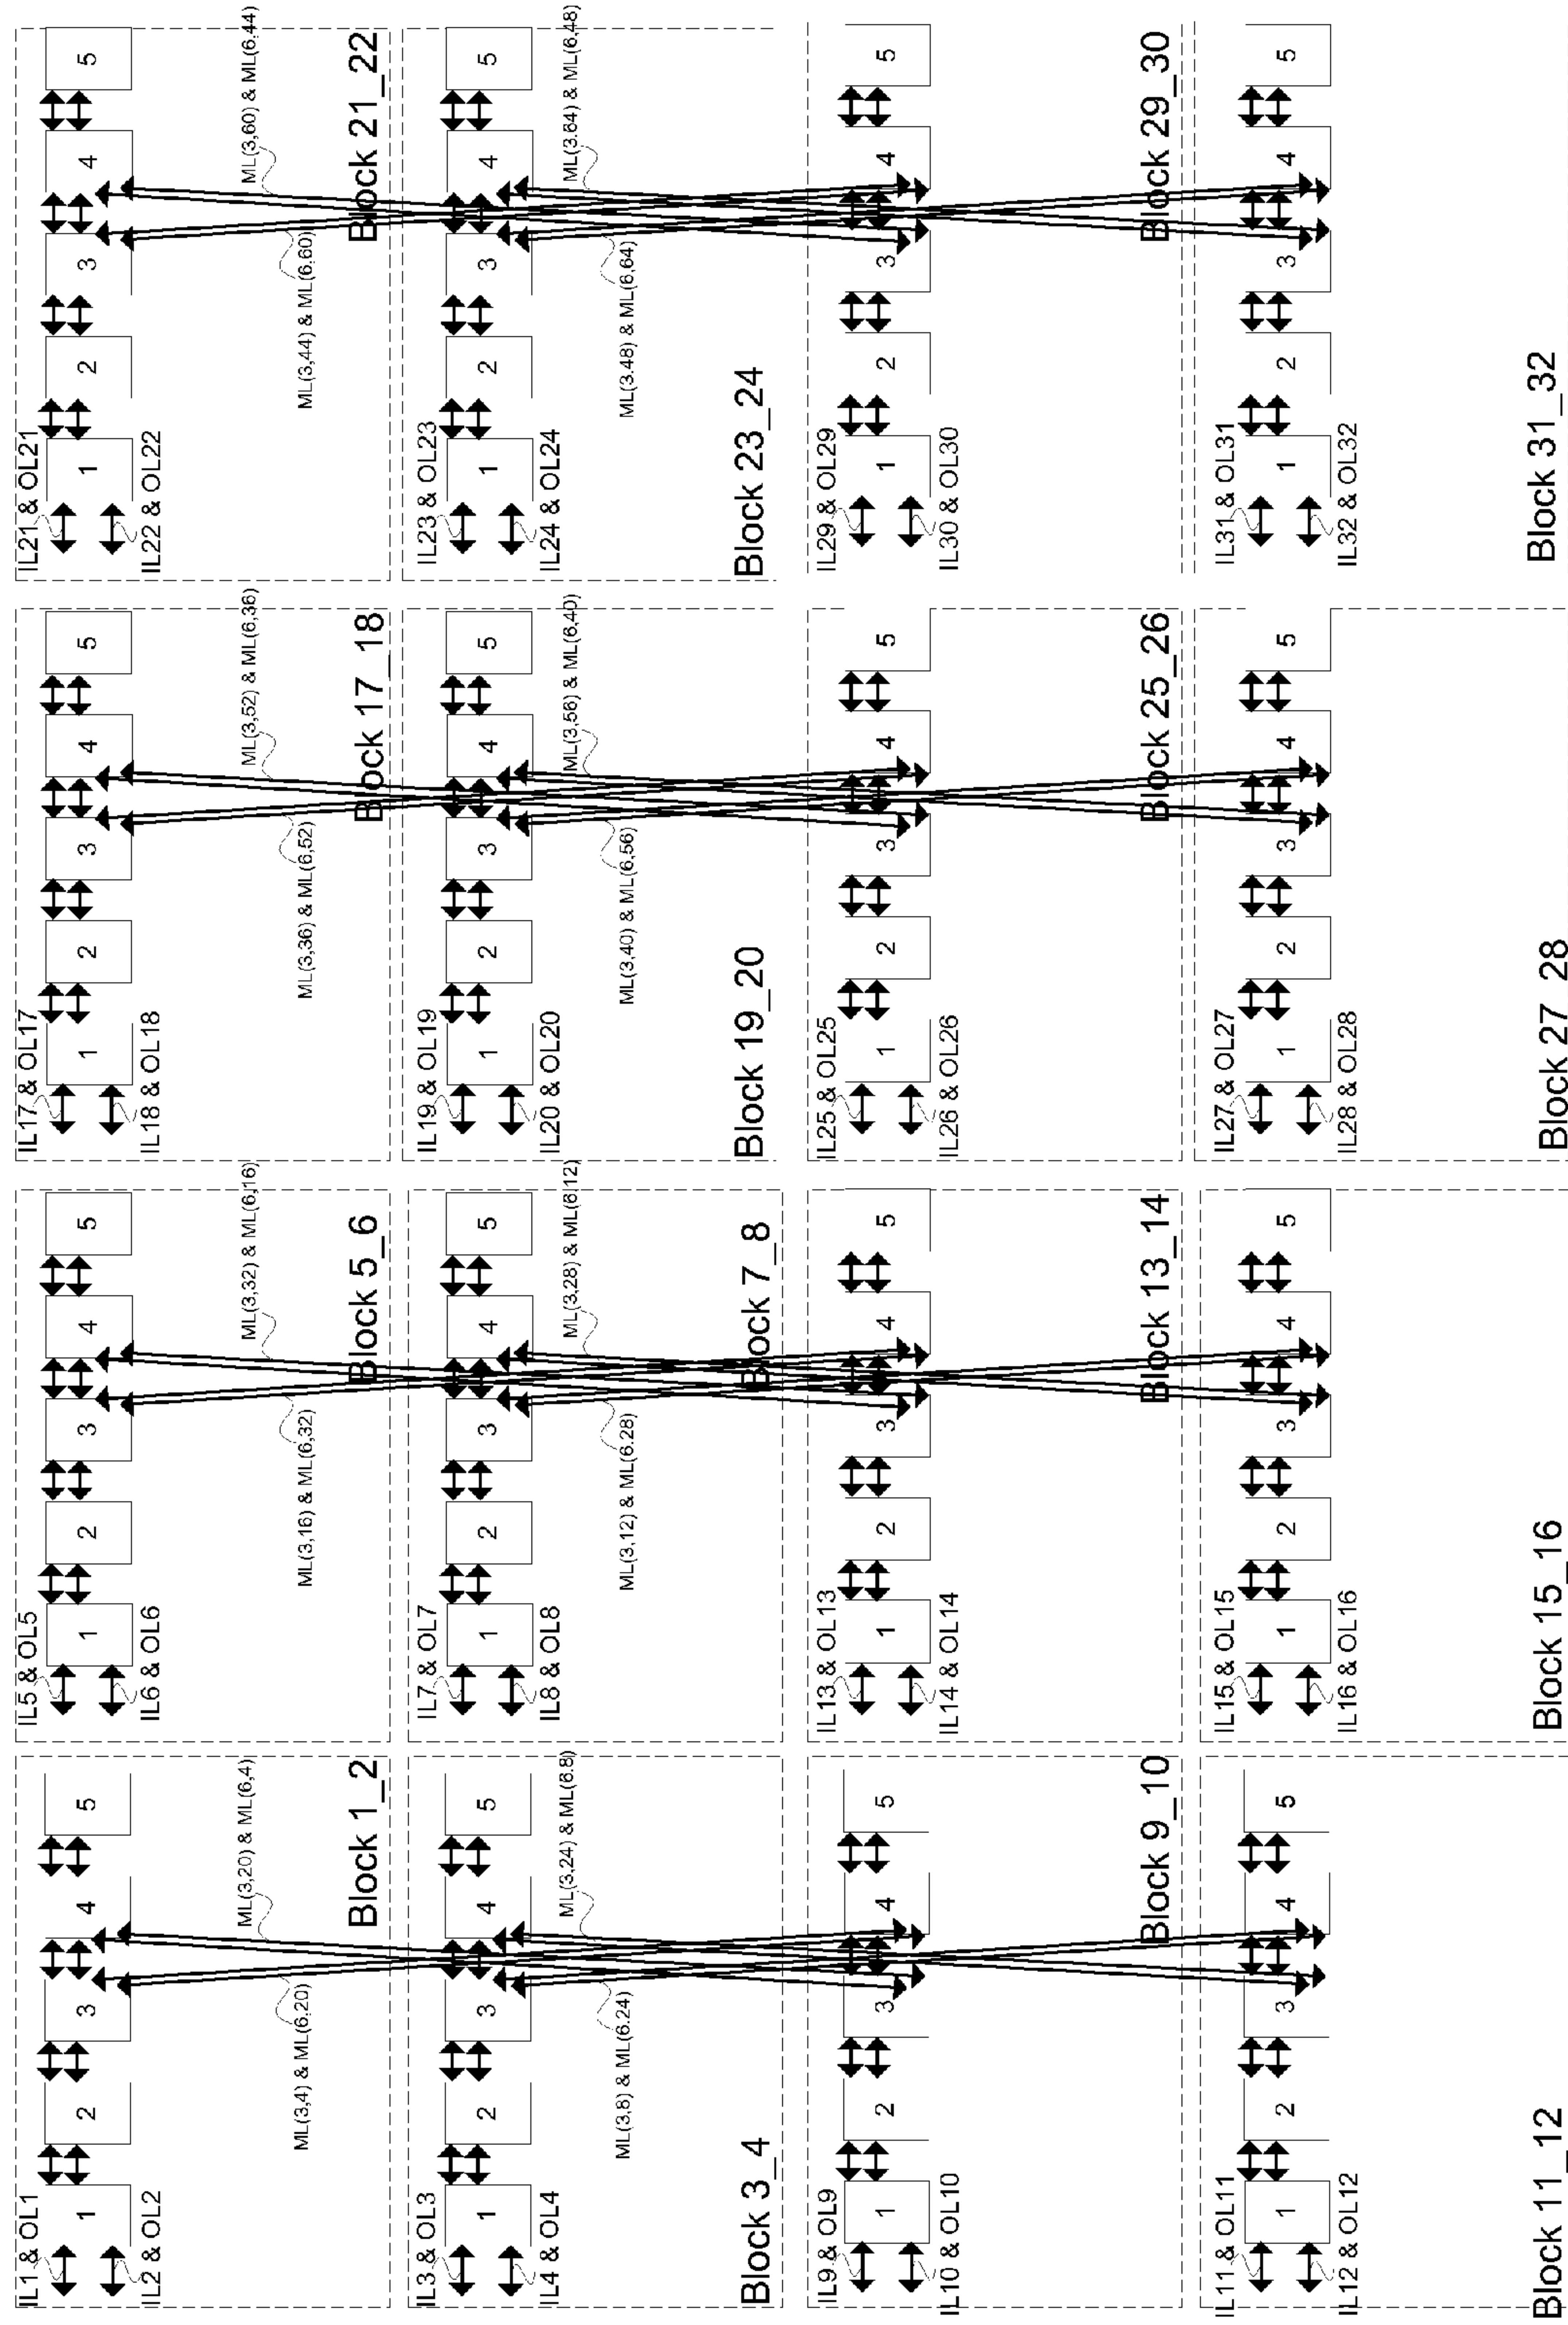 IL1 & OL1
1 2 3 4 5
IL2 & OL2
ML(3,20) & ML(6,4)
ML(3,4) & ML(6.20)
Block 1_2
IL5 & OL5
1 2 3 4 5
IL6 & OL6
ML(3,32) & ML(6,16)
ML(3,16) & ML(6,32)
Block 5_6
IL17 & OL17
1 2 3 4 5
IL18 & OL18
ML(3,52) & ML(6,36)
ML(3,36) & ML(6,52)
Block 17_18
IL21 & OL21
1 2 3 4 5
IL22 & OL22
ML(3,60) & ML(6,44)
ML(3,44) & ML(6.60)
Block 21_22
IL3 & OL3
1 2 3 4 5
IL4 & OL4
ML(3,24) & ML(6.8)
ML(3,8) & ML(6.24)
Block 3_4
IL7 & OL7
1 2 3 4 5
IL8 & OL8
ML(3,28) & ML(6,12)
ML(3,12) & ML(6.28)
Block 7_8
IL19 & OL19
1 2 3 4 5
IL20 & OL20
ML(3,56) & ML(6,40)
ML(3,40) & ML(6,56)
Block 19_20
IL23 & OL23
1 2 3 4 5
IL24 & OL24
ML(3.64) & ML(6,48)
ML(3.48) & ML(6,64)
Block 23_24
IL9 & OL9
1 2 3 4 5
IL10 & OL10
Block 9_10
IL13 & OL13
1 2 3 4 5
IL14 & OL14
Block 13_14
IL25 & OL25
1 2 3 4 5
IL26 & OL26
Block 25_26
IL29 & OL29
1 2 3 4 5
IL30 & OL30
Block 29_30
IL11 & OL11
1 2 3 4 5
IL12 & OL12
Block 11_12
IL15 & OL15
1 2 3 4 5
IL16 & OL16
Block 15_16
IL27 & OL27
1 2 3 4 5
IL28 & OL28
Block 27_28
IL31 & OL31
1 2 3 4 5
IL32 & OL32
Block 31_32